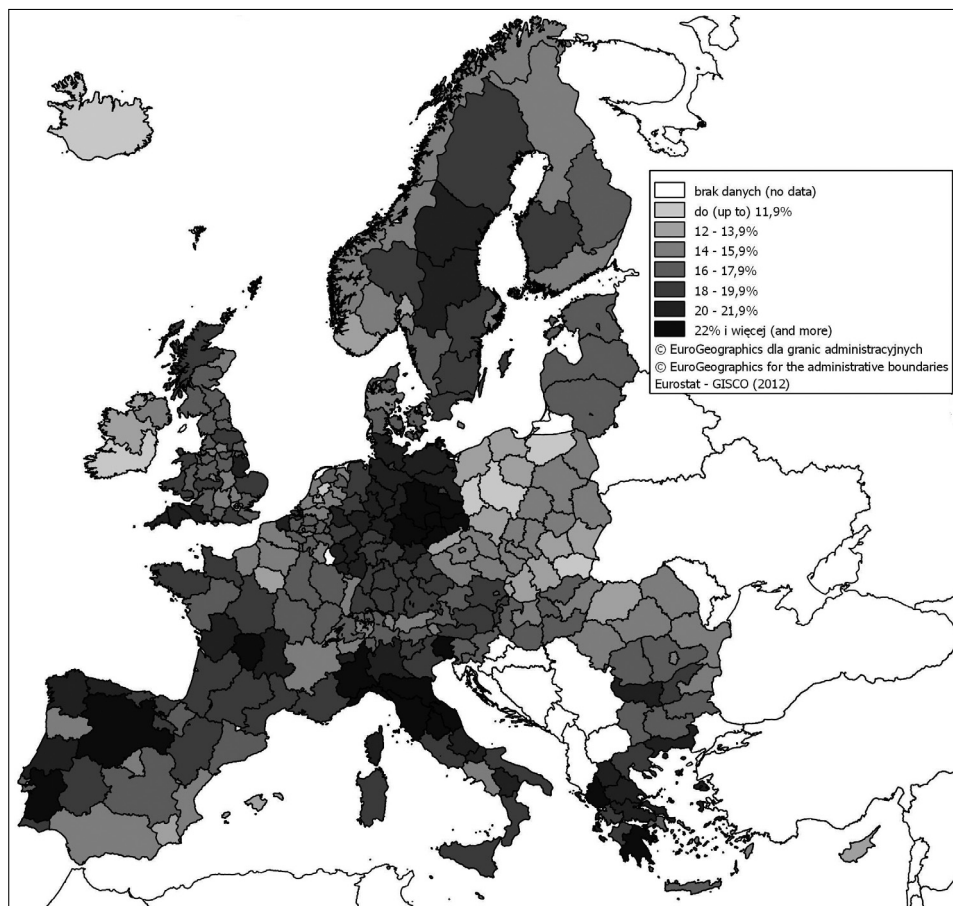 brak danych (no data)
do (up to) 11,9%
12 - 13,9%
14 - 15,9%
16 - 17,9%
18 - 19,9%
20 - 21,9%
22% i więcej (and more)
© EuroGeographics dla granic administracyjnych
© EuroGeographics for the administrative boundaries
Eurostat - GISCO (2012)